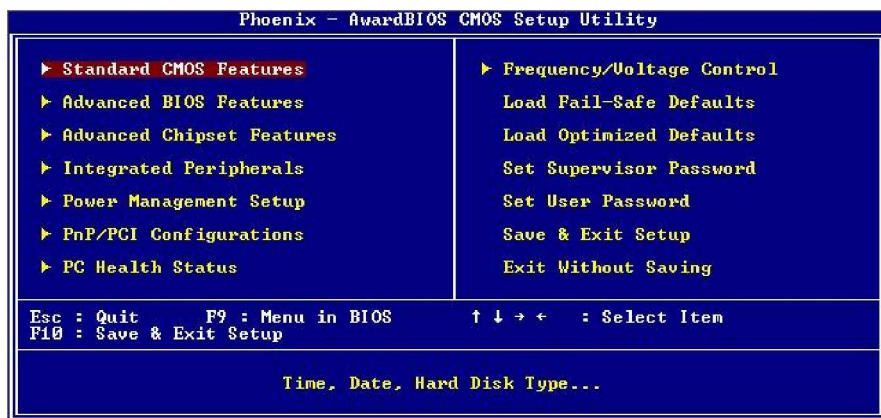 Phoenix - AwardBIOS CMOS Setup Utility
▶ Standard CMOS Features
▶ Advanced BIOS Features
▶ Advanced Chipset Features
▶ Integrated Peripherals
▶ Power Management Setup
▶ PnP/PCI Configurations
▶ PC Health Status
▶ Frequency/Voltage Control
Load Fail-Safe Defaults
Load Optimized Defaults
Set Supervisor Password
Set User Password
Save & Exit Setup
Exit Without Saving
Esc : Quit F9 : Menu in BIOS ↑ ↓ → ← : Select Item
F10 : Save & Exit Setup
Time, Date, Hard Disk Type...